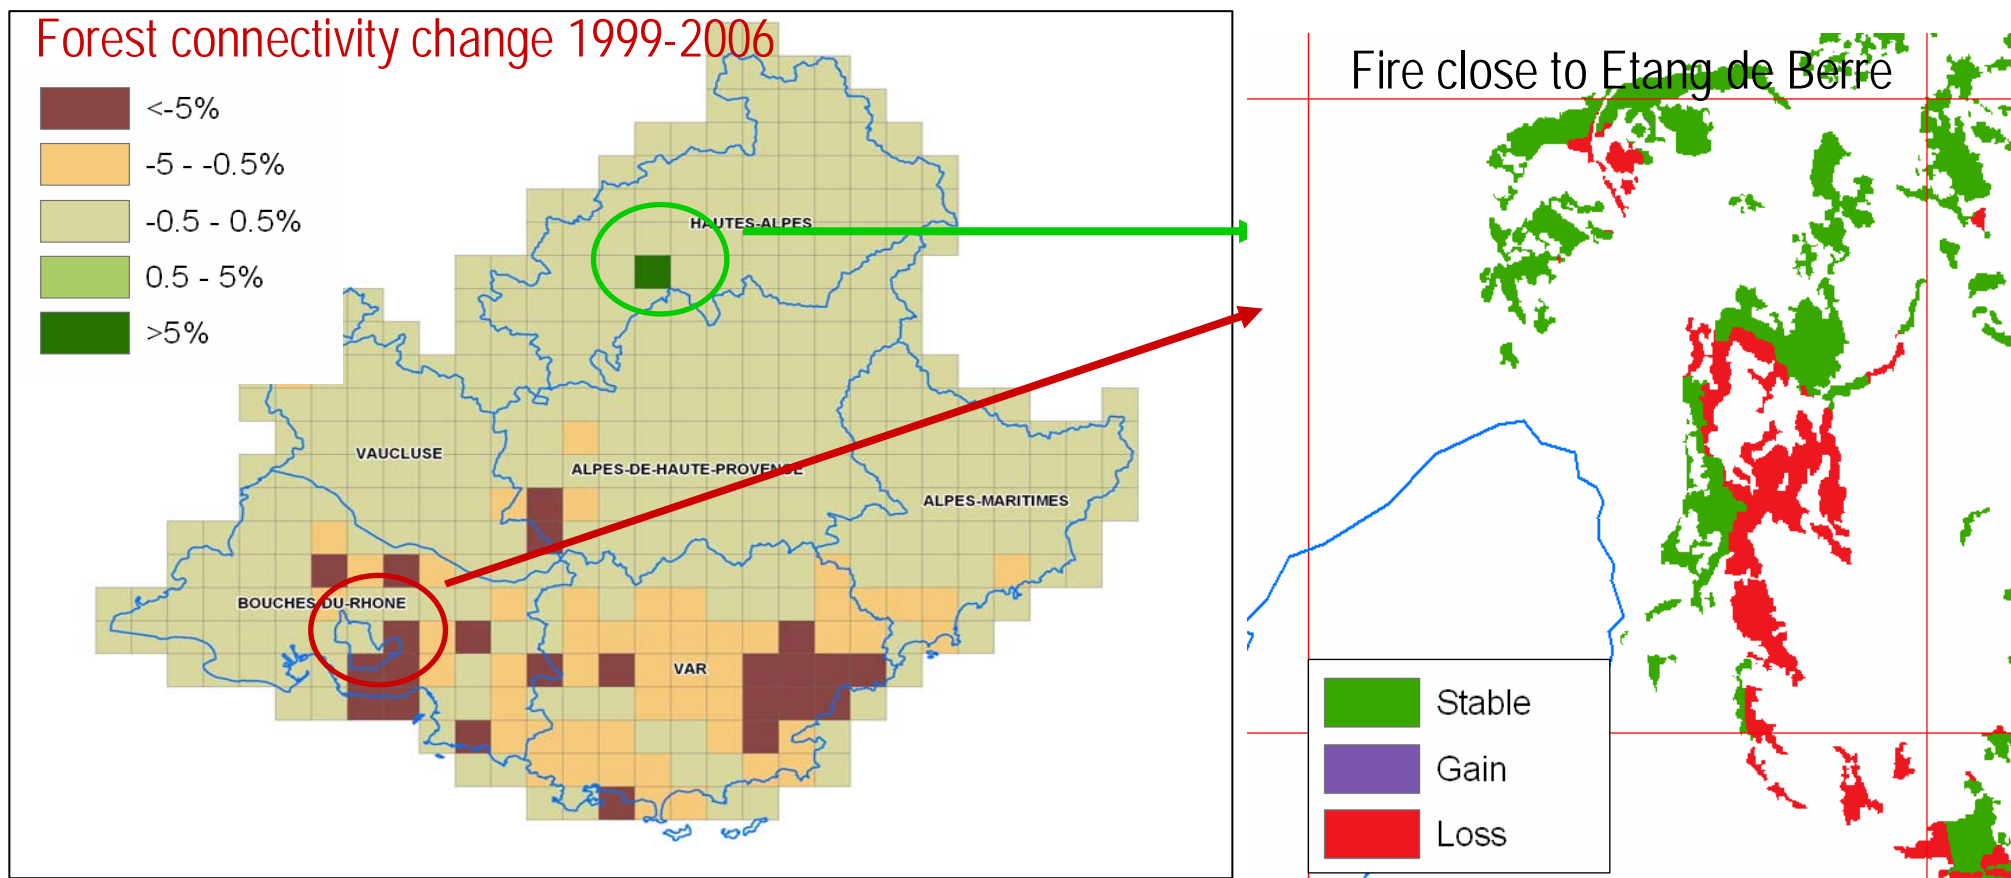 Forest connectivity change 1999-2006
<-5%
-5 - -0.5%
-0.5 - 0.5%
0.5 - 5%
>5%
HAUTES-ALPES
VAUCLUSE
ALPES-DE-HAUTE-PROVENCE
ALPES-MARITIMES
BOUCHES-DU-RHONE
VAR
Fire close to Etang de Berre
Stable
Gain
Loss